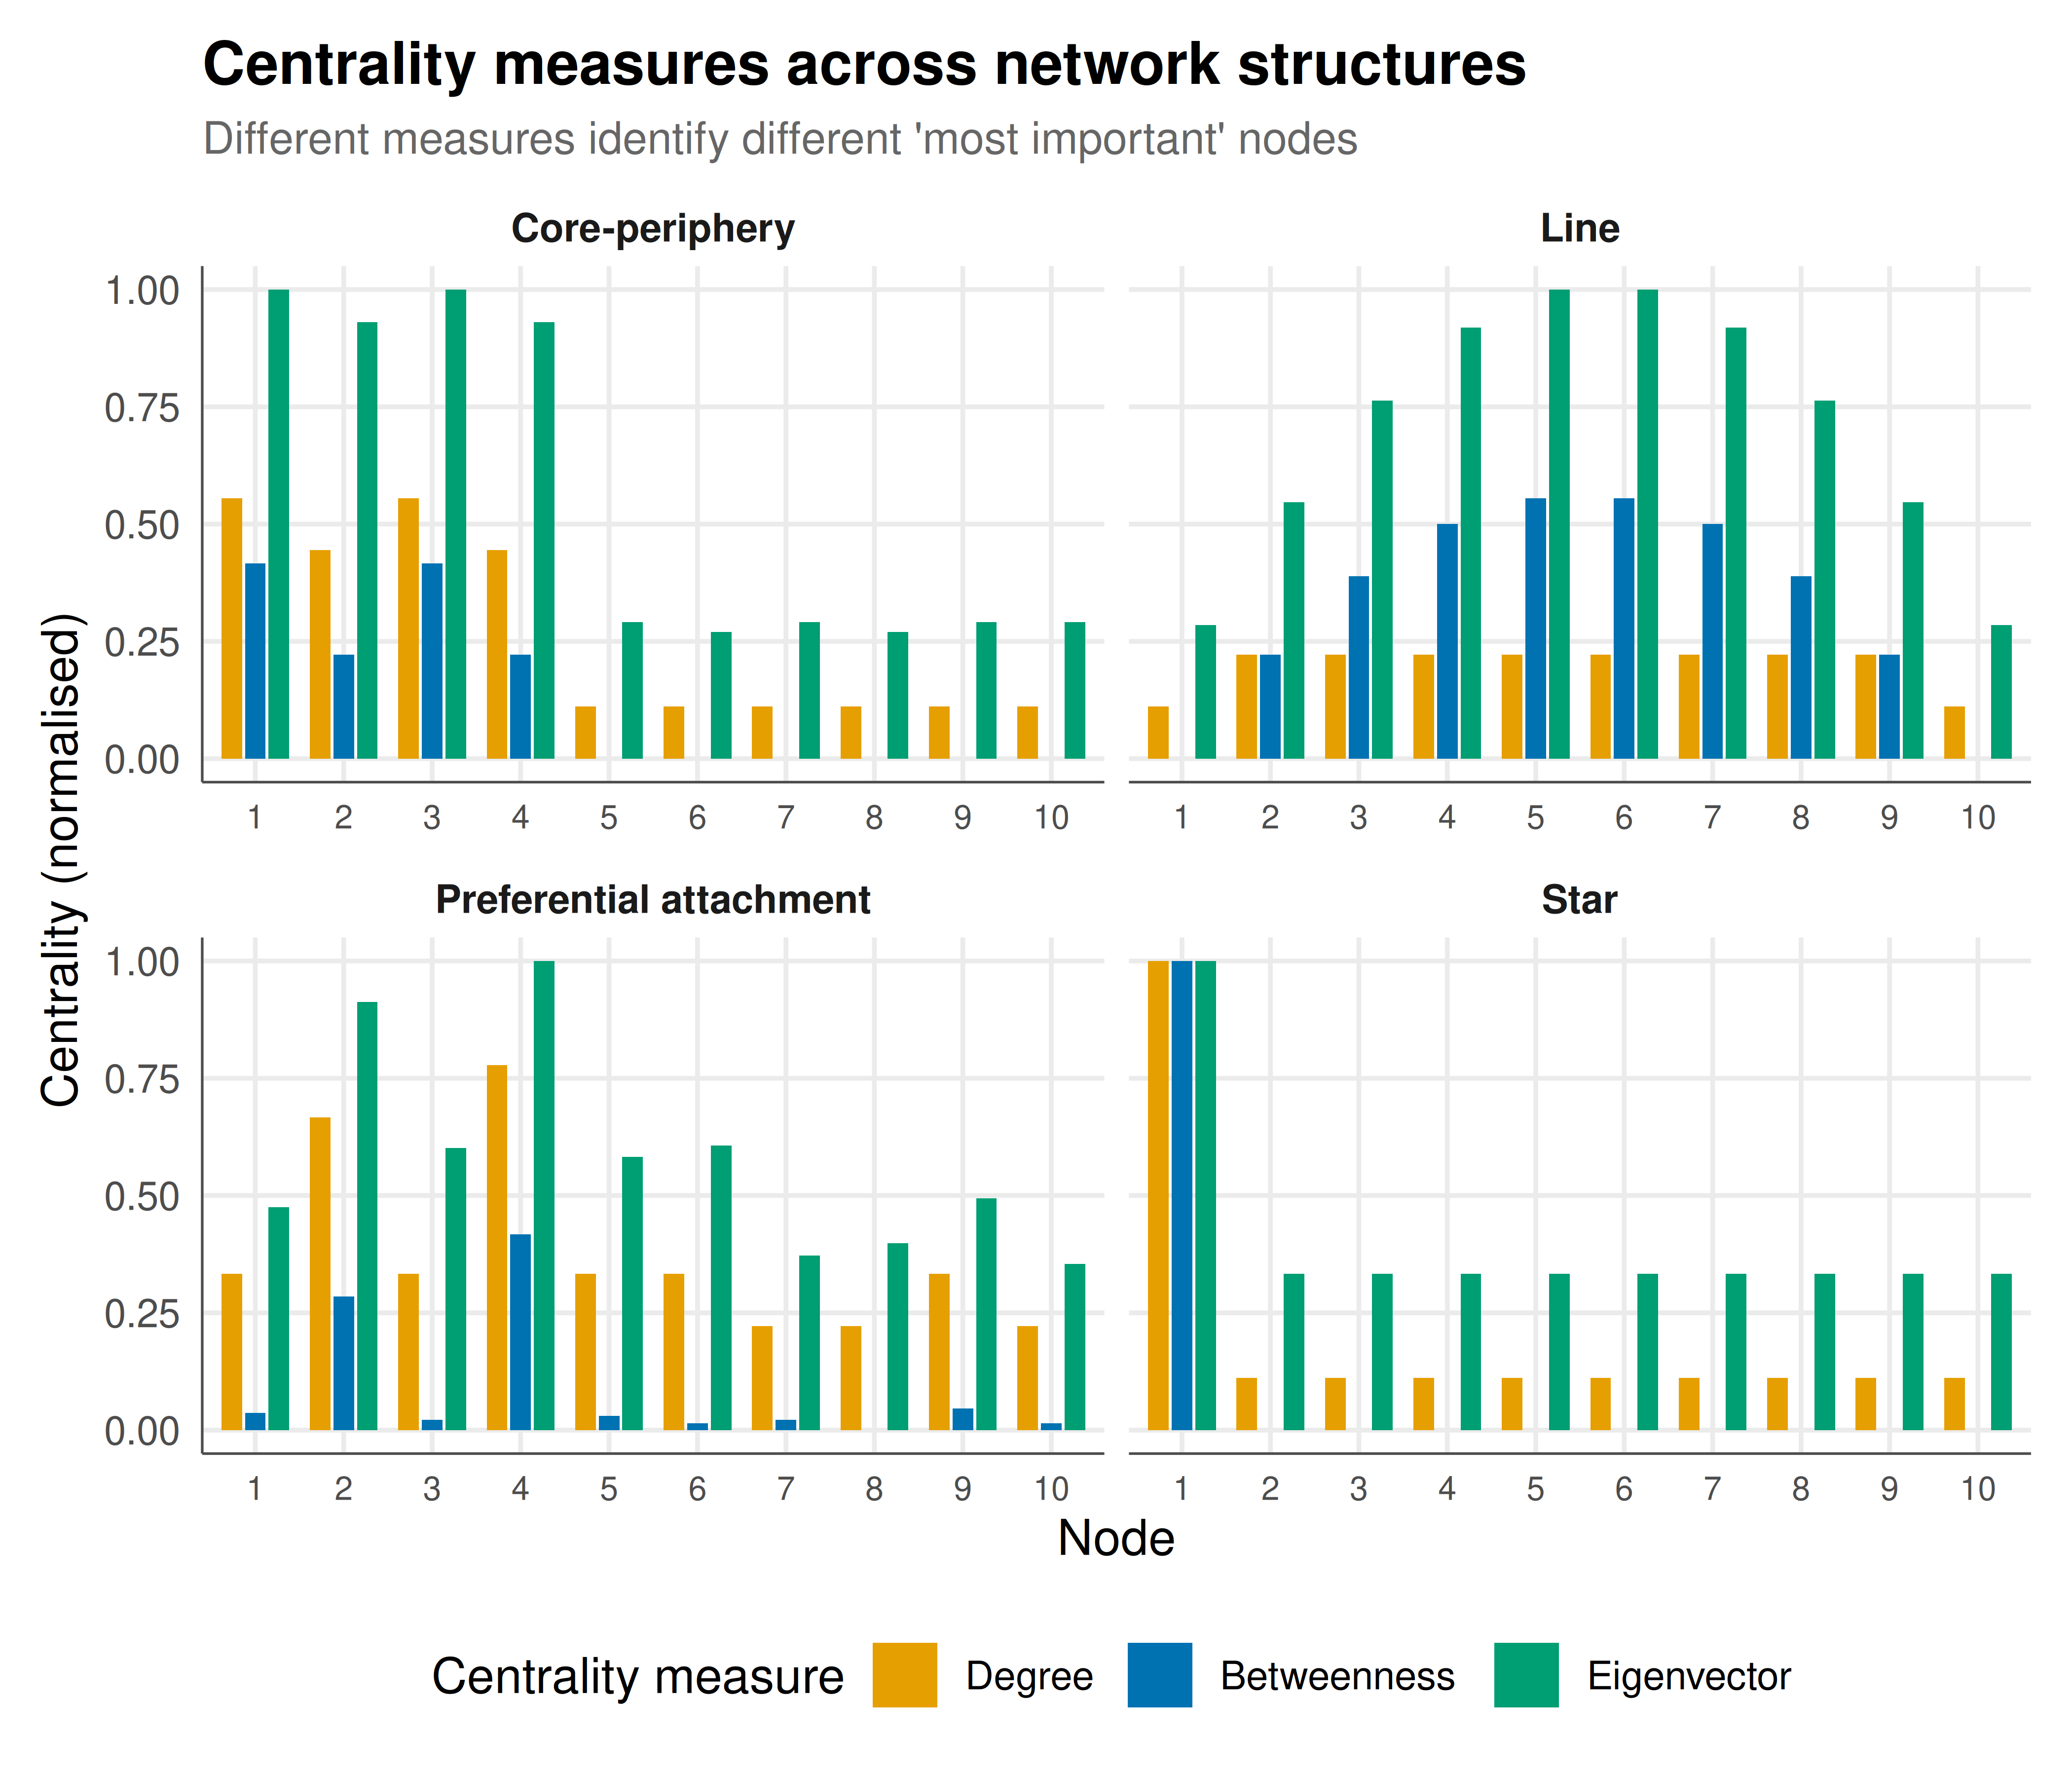 Centrality measures across network structures
Different measures identify different 'most important' nodes
Core-periphery
Line
Centrality (normalised)
1.00
0.75
0.50
0.25
0.00
1 2 3 4 5 6 7 8 9 10
1 2 3 4 5 6 7 8 9 10
Preferential attachment
Star
1.00
0.75
0.50
0.25
0.00
1 2 3 4 5 6 7 8 9 10
1 2 3 4 5 6 7 8 9 10
Node
Centrality measure Degree Betweenness Eigenvector